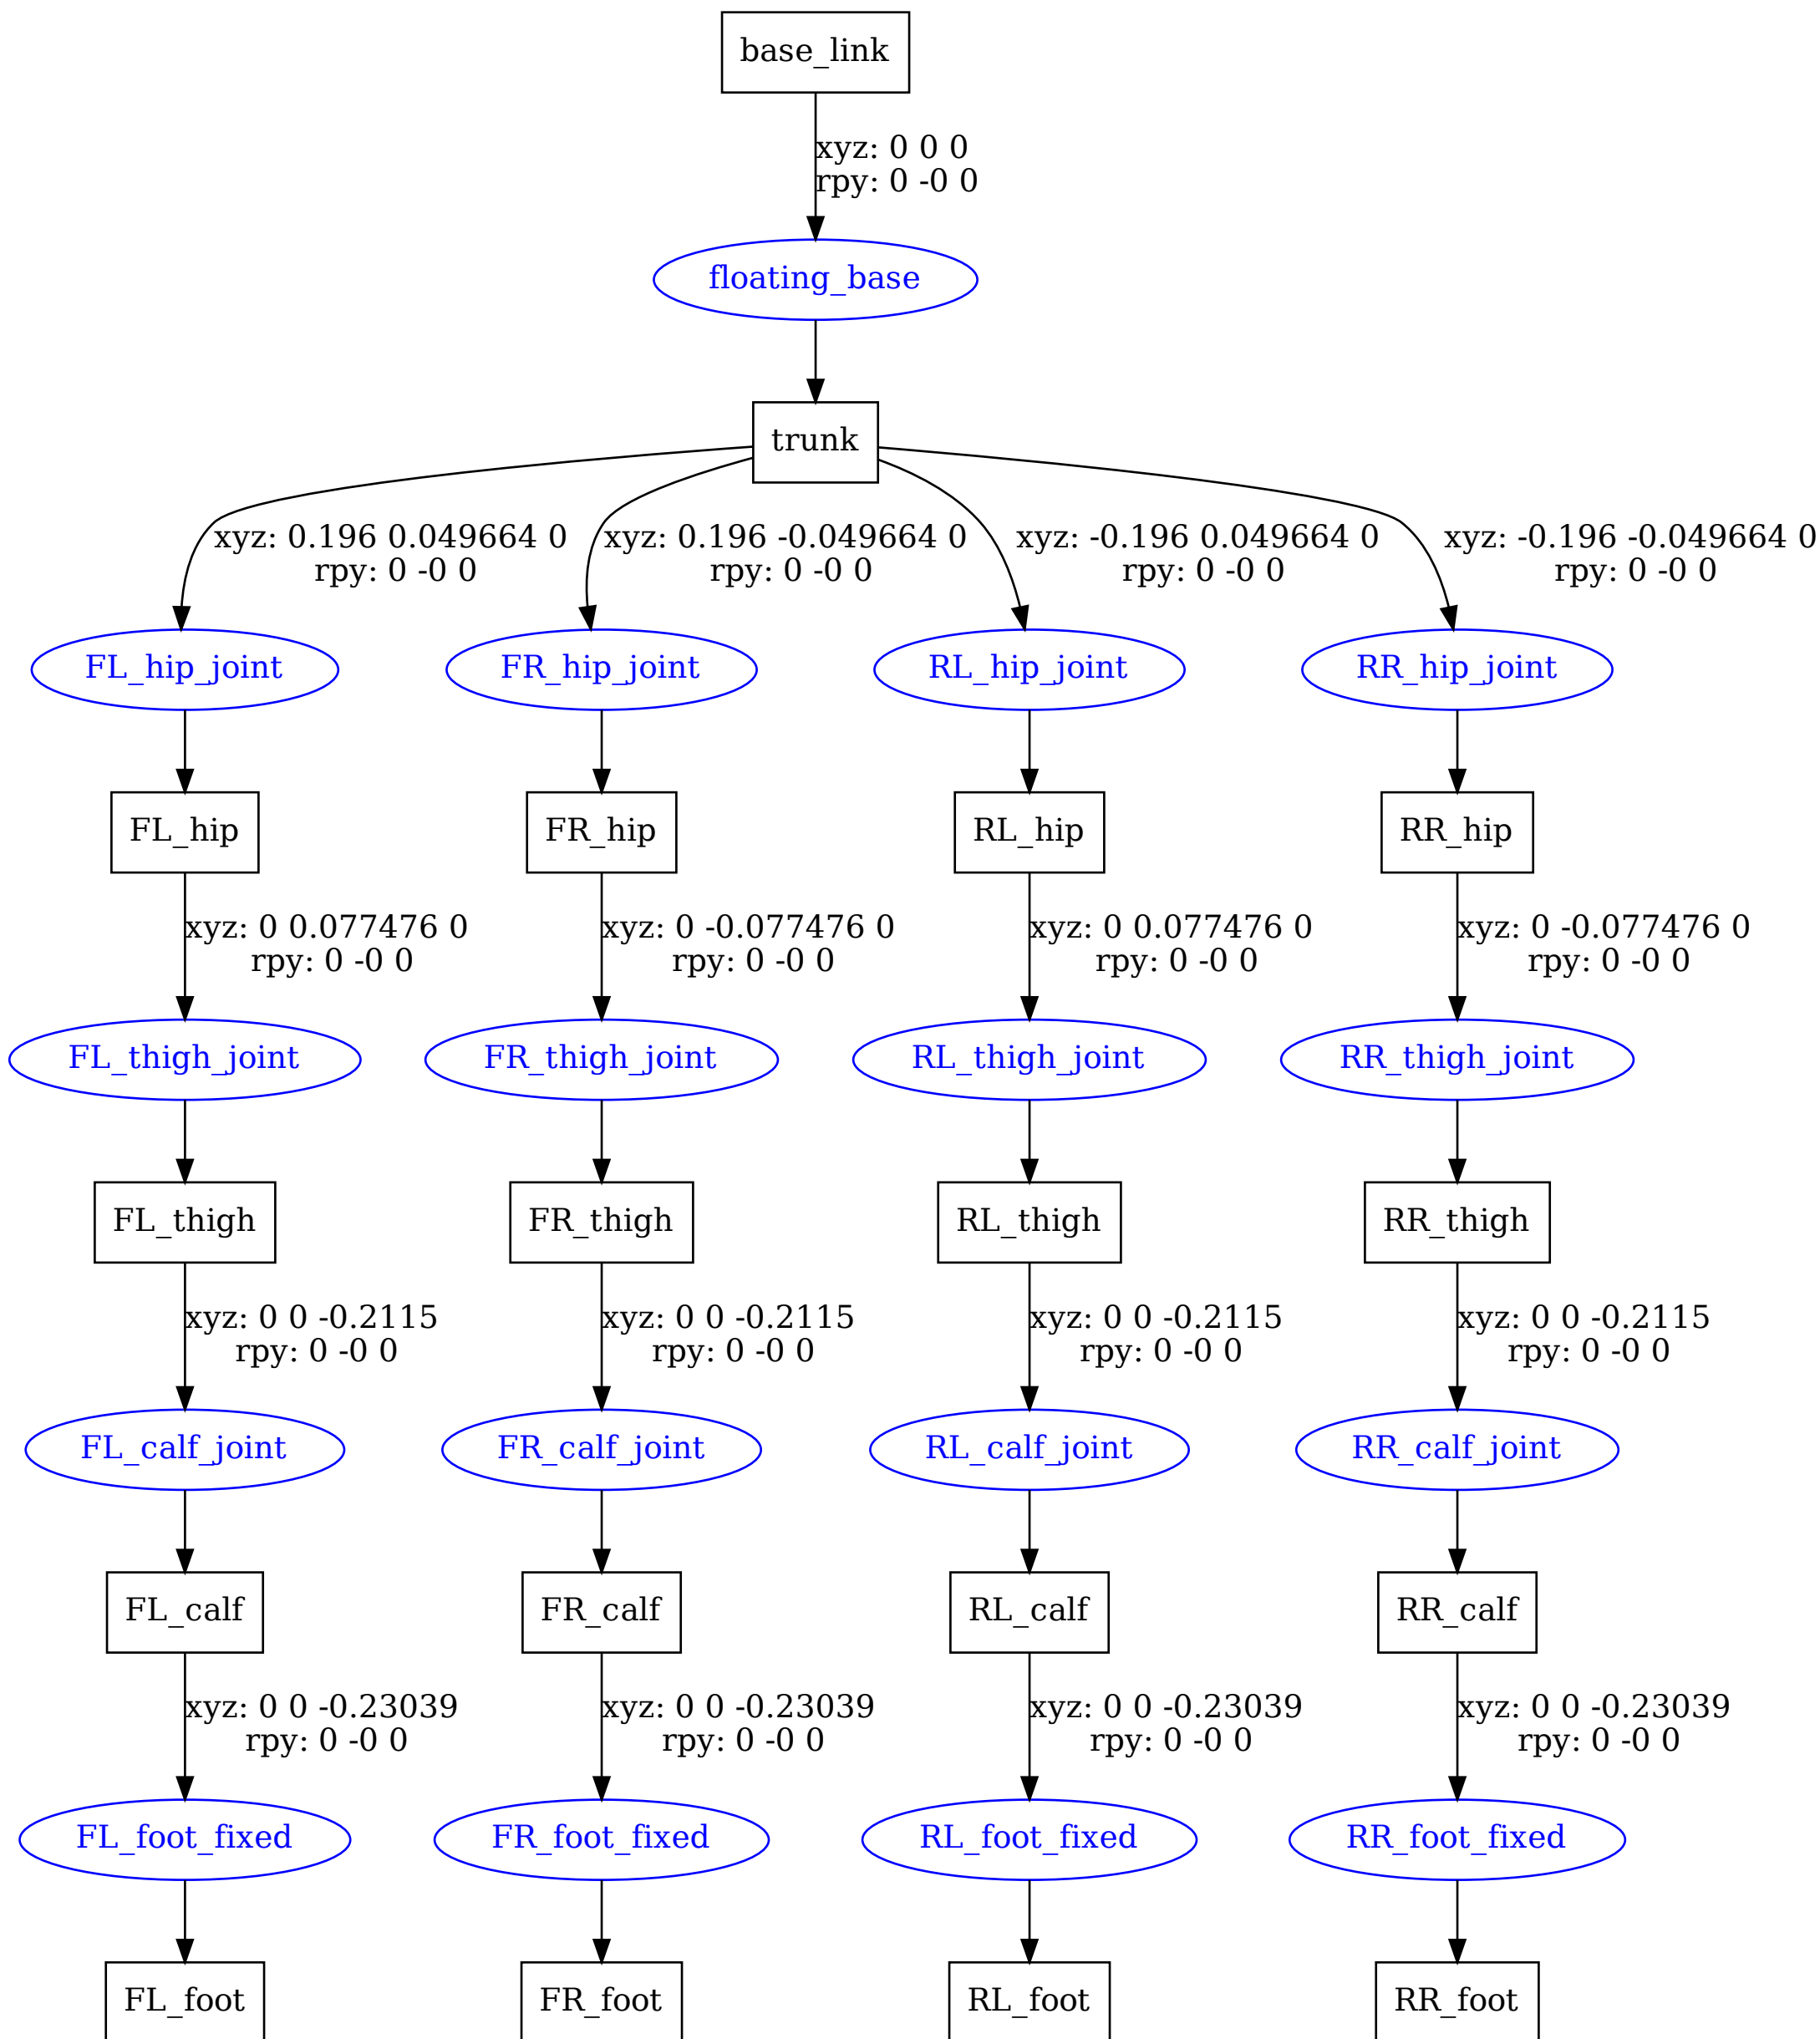 base_link
xyz: 0 0 0
rpy: 0 -0 0
floating_base
trunk
xyz: 0.196 0.049664 0
rpy: 0 -0 0
xyz: 0.196 -0.049664 0
rpy: 0 -0 0
xyz: -0.196 0.049664 0
rpy: 0 -0 0
xyz: -0.196 -0.049664 0
rpy: 0 -0 0
FL_hip_joint
FR_hip_joint
RL_hip_joint
RR_hip_joint
FL_hip
FR_hip
RL_hip
RR_hip
xyz: 0 0.077476 0
rpy: 0 -0 0
xyz: 0 -0.077476 0
rpy: 0 -0 0
xyz: 0 0.077476 0
rpy: 0 -0 0
xyz: 0 -0.077476 0
rpy: 0 -0 0
FL_thigh_joint
FR_thigh_joint
RL_thigh_joint
RR_thigh_joint
FL_thigh
FR_thigh
RL_thigh
RR_thigh
xyz: 0 0 -0.2115
rpy: 0 -0 0
xyz: 0 0 -0.2115
rpy: 0 -0 0
xyz: 0 0 -0.2115
rpy: 0 -0 0
xyz: 0 0 -0.2115
rpy: 0 -0 0
FL_calf_joint
FR_calf_joint
RL_calf_joint
RR_calf_joint
FL_calf
FR_calf
RL_calf
RR_calf
xyz: 0 0 -0.23039
rpy: 0 -0 0
xyz: 0 0 -0.23039
rpy: 0 -0 0
xyz: 0 0 -0.23039
rpy: 0 -0 0
xyz: 0 0 -0.23039
rpy: 0 -0 0
FL_foot_fixed
FR_foot_fixed
RL_foot_fixed
RR_foot_fixed
FL_foot
FR_foot
RL_foot
RR_foot